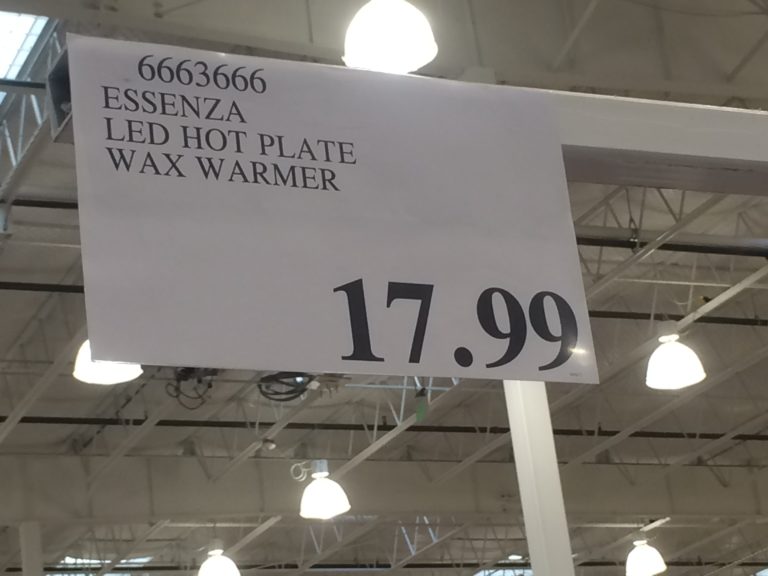 6663666
ESSENZA
LED HOT PLATE
WAX WARMER
17.99